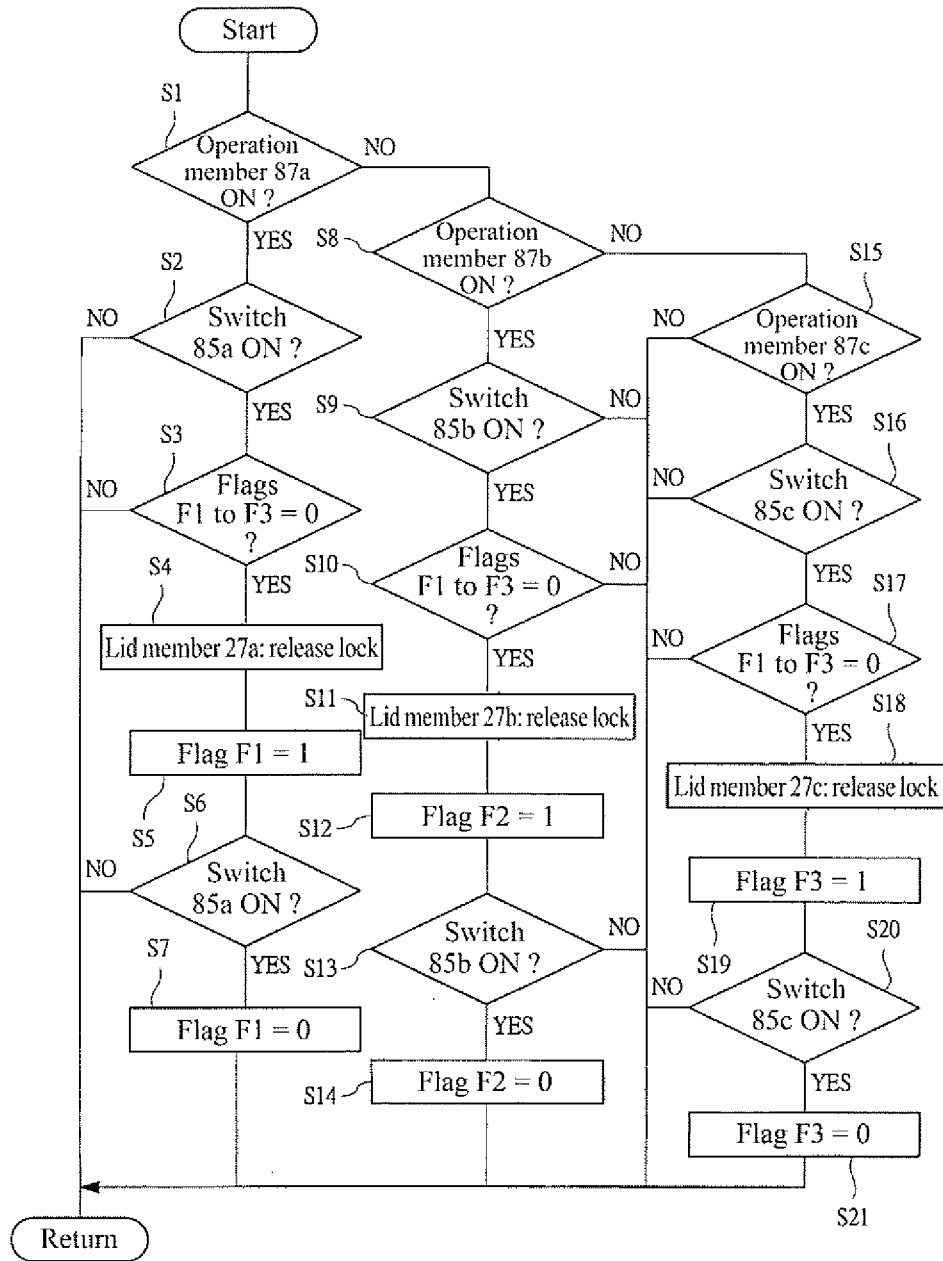 Start
S1
Operation
member 87a
ON ?
NO
YES
S2
Switch
85a ON ?
NO
YES
S3
Flags
F1 to F3 = 0
?
NO
YES
S4
Lid member 27a: release lock
Flag F1 = 1
S5
S6
Switch
85a ON ?
NO
YES
S7
Flag F1 = 0
S8
Operation
member 87b
ON ?
NO
YES
S9
Switch
85b ON ?
NO
YES
S10
Flags
F1 to F3 = 0
?
NO
YES
S11
Lid member 27b: release lock
S12
Flag F2 = 1
S13
Switch
85b ON ?
NO
YES
S14
Flag F2 = 0
S15
Operation
member 87c
ON ?
NO
YES
S16
Switch
85c ON ?
NO
YES
S17
Flags
F1 to F3 = 0
?
NO
YES
S18
Lid member 27c: release lock
Flag F3 = 1
S19
S20
Switch
85c ON ?
NO
YES
Flag F3 = 0
S21
Return